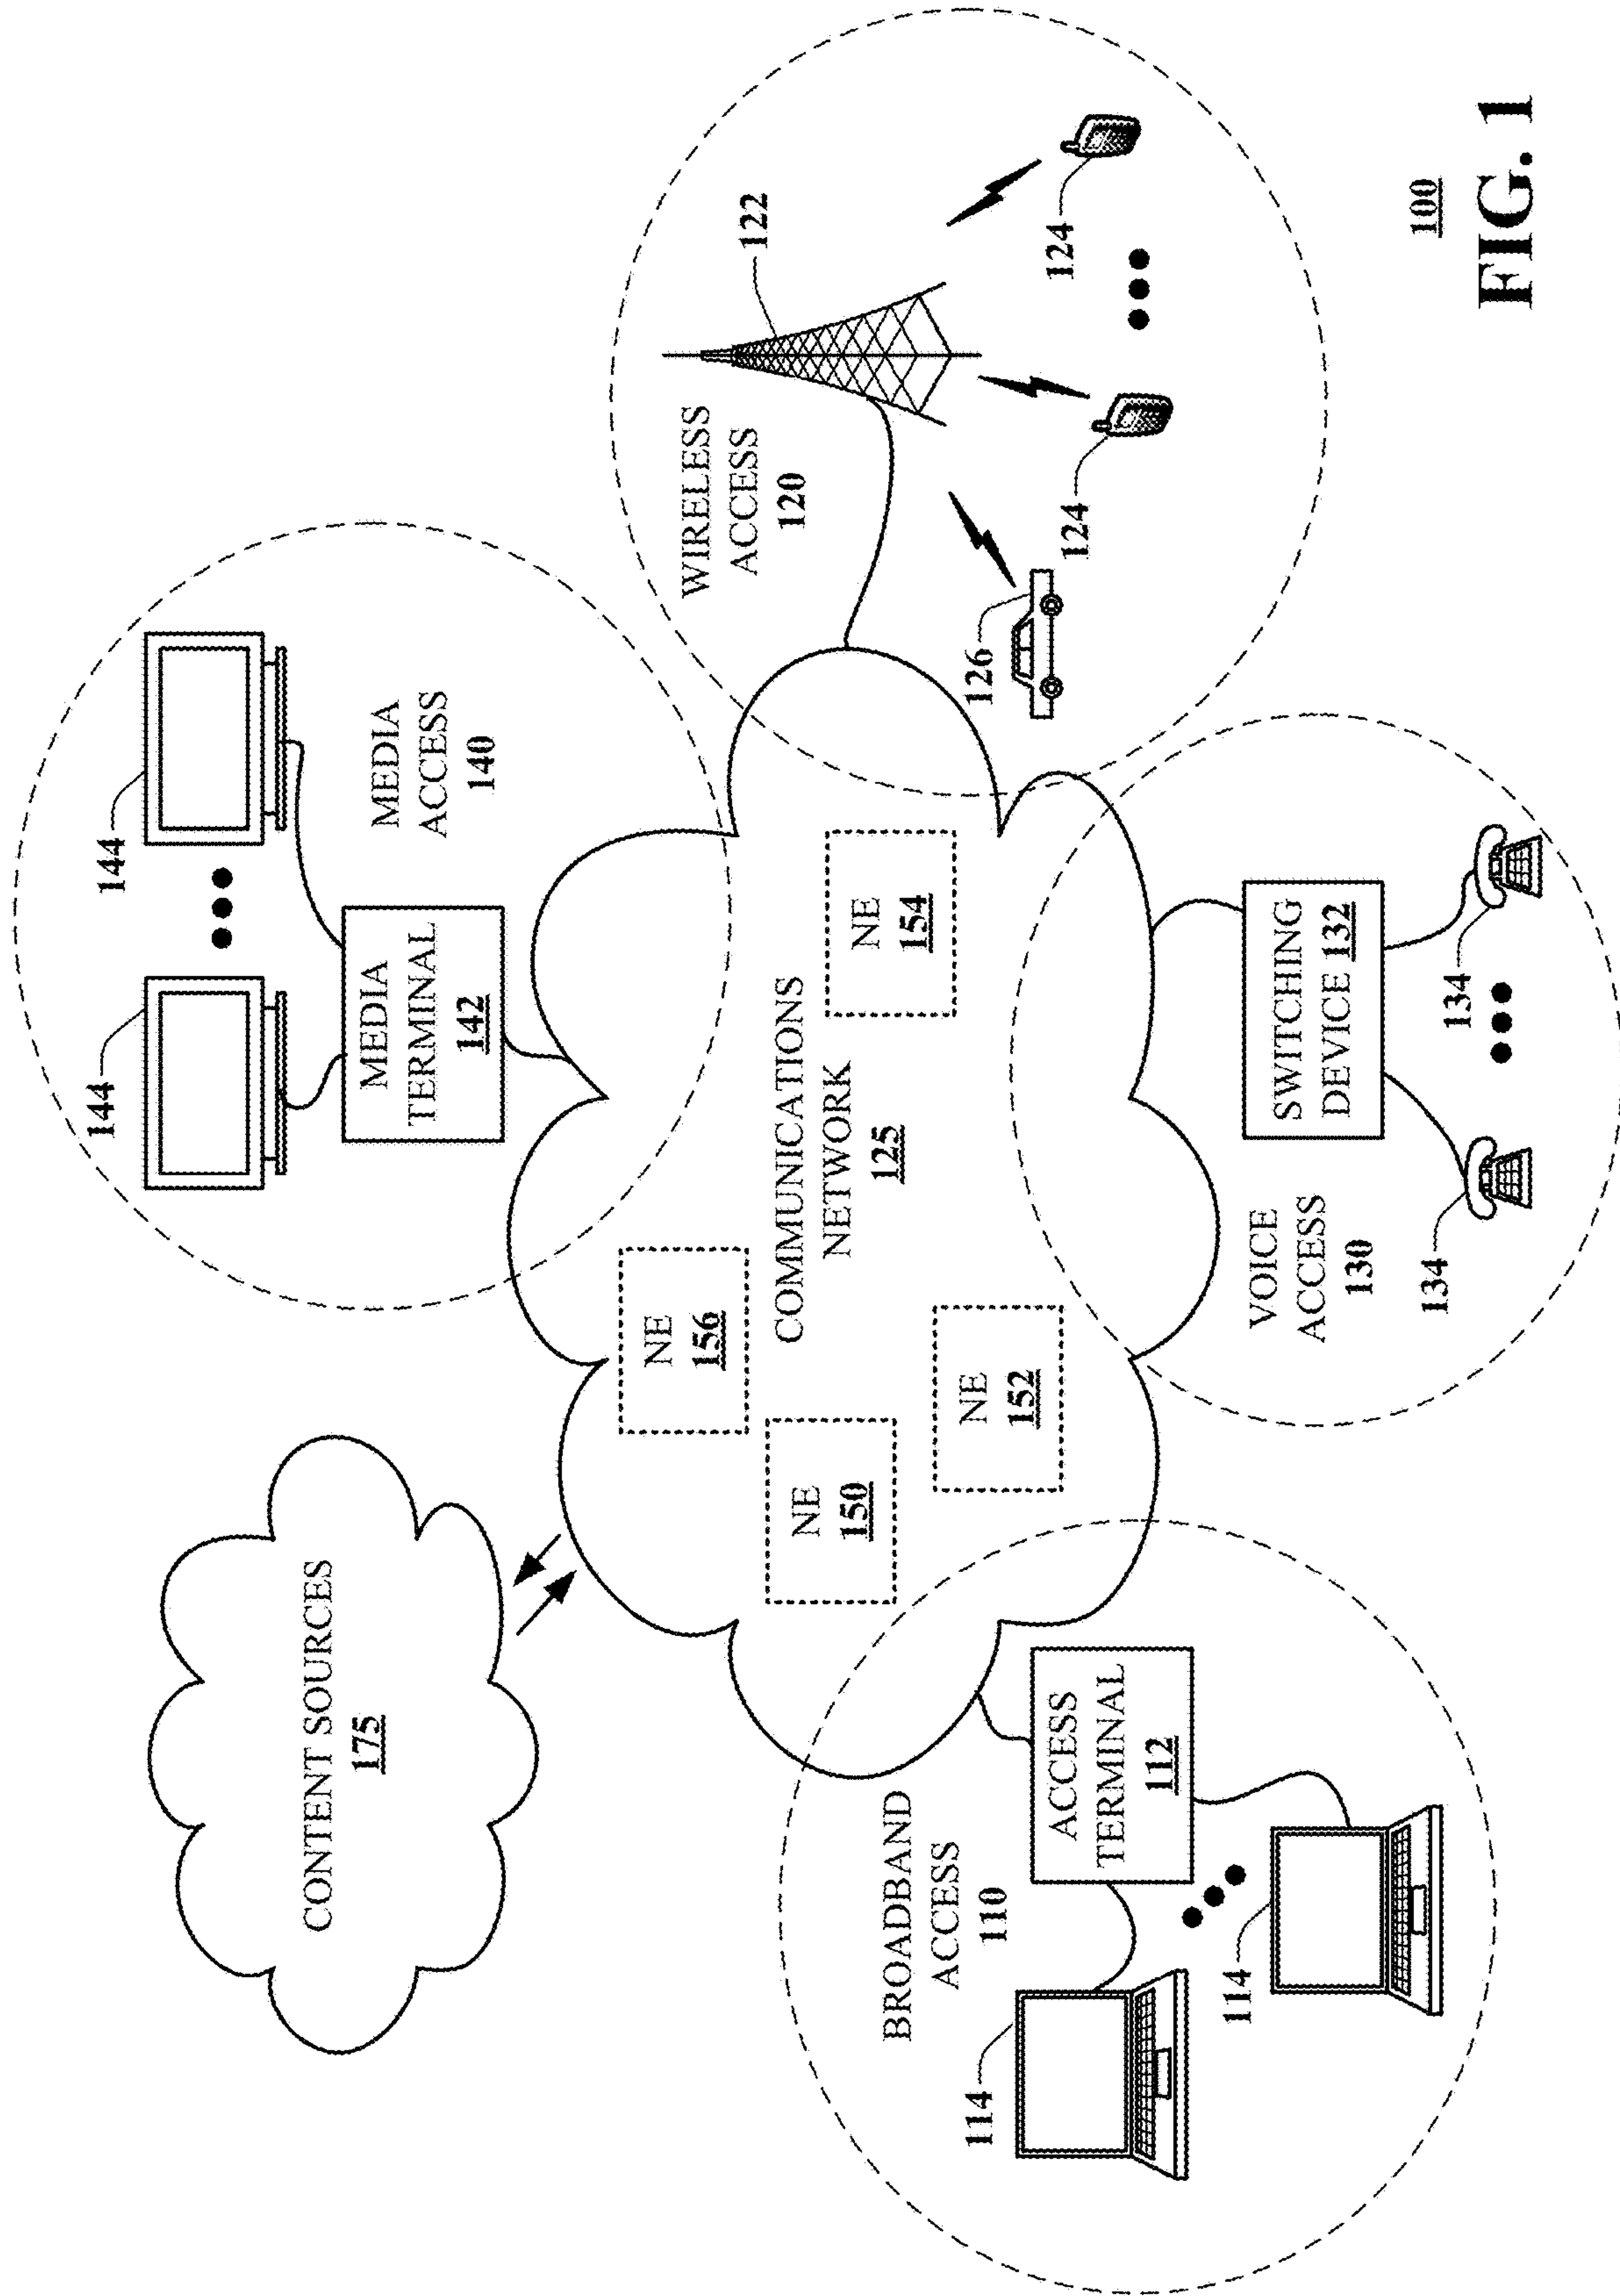 CONTENT SOURCES
175
144
144
MEDIA
TERMINAL
142
MEDIA
ACCESS
140
WIRELESS
ACCESS
120
122
NE
156
NE
150
COMMUNICATIONS
NETWORK
125
NE
154
NE
152
126
124
124
BROADBAND
ACCESS
110
ACCESS
TERMINAL
112
114
114
VOICE
ACCESS
130
SWITCHING
DEVICE 132
134
134
100
FIG. 1